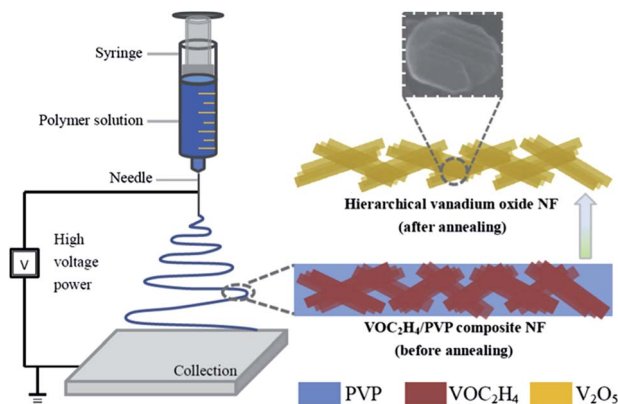 Syringe
Polymer solution
Needle
High
voltage
power
V
Collection
Hierarchical vanadium oxide NF
(after annealing)
VOC₂H₄/PVP composite NF
(before annealing)
PVP
VOC₂H₄
V₂O₅